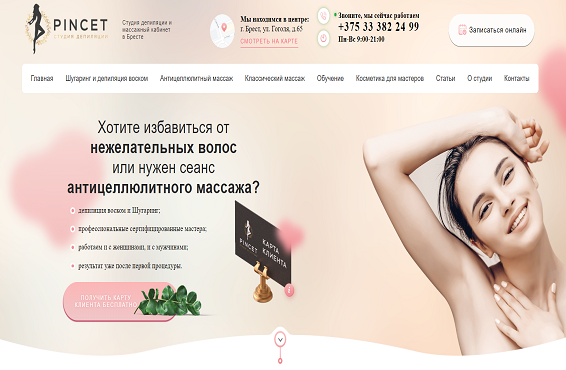 PINCET
СТУДИЯ ДЕПИЛЯЦИИ
Студия депиляции и
массажный кабинет
в Бресте
Мы находимся в центре:
г. Брест, ул. Гоголя, д.65
СМОТРЕТЬ НА КАРТЕ
Звоните, мы сейчас работаем
+375 33 382 24 99
Пн-Вс 9:00-21:00
Записаться онлайн
Главная Шугаринг и депиляция воском Антицеллюлитный массаж Классический массаж Обучение Косметика для мастеров Статьи О студии Контакты
Хотите избавиться от
нежелательных волос
или нужен сеанс
антицеллюлитного массажа?
депиляция воском и Шугаринг;
профессиональные сертифицированные мастера;
работаем и с женщинами, и с мужчинами;
результат уже после первой процедуры.
PINCET
КАРТА
КЛИЕНТА
ПОЛУЧИТЬ КАРТУ
КЛИЕНТА БЕСПЛАТНО